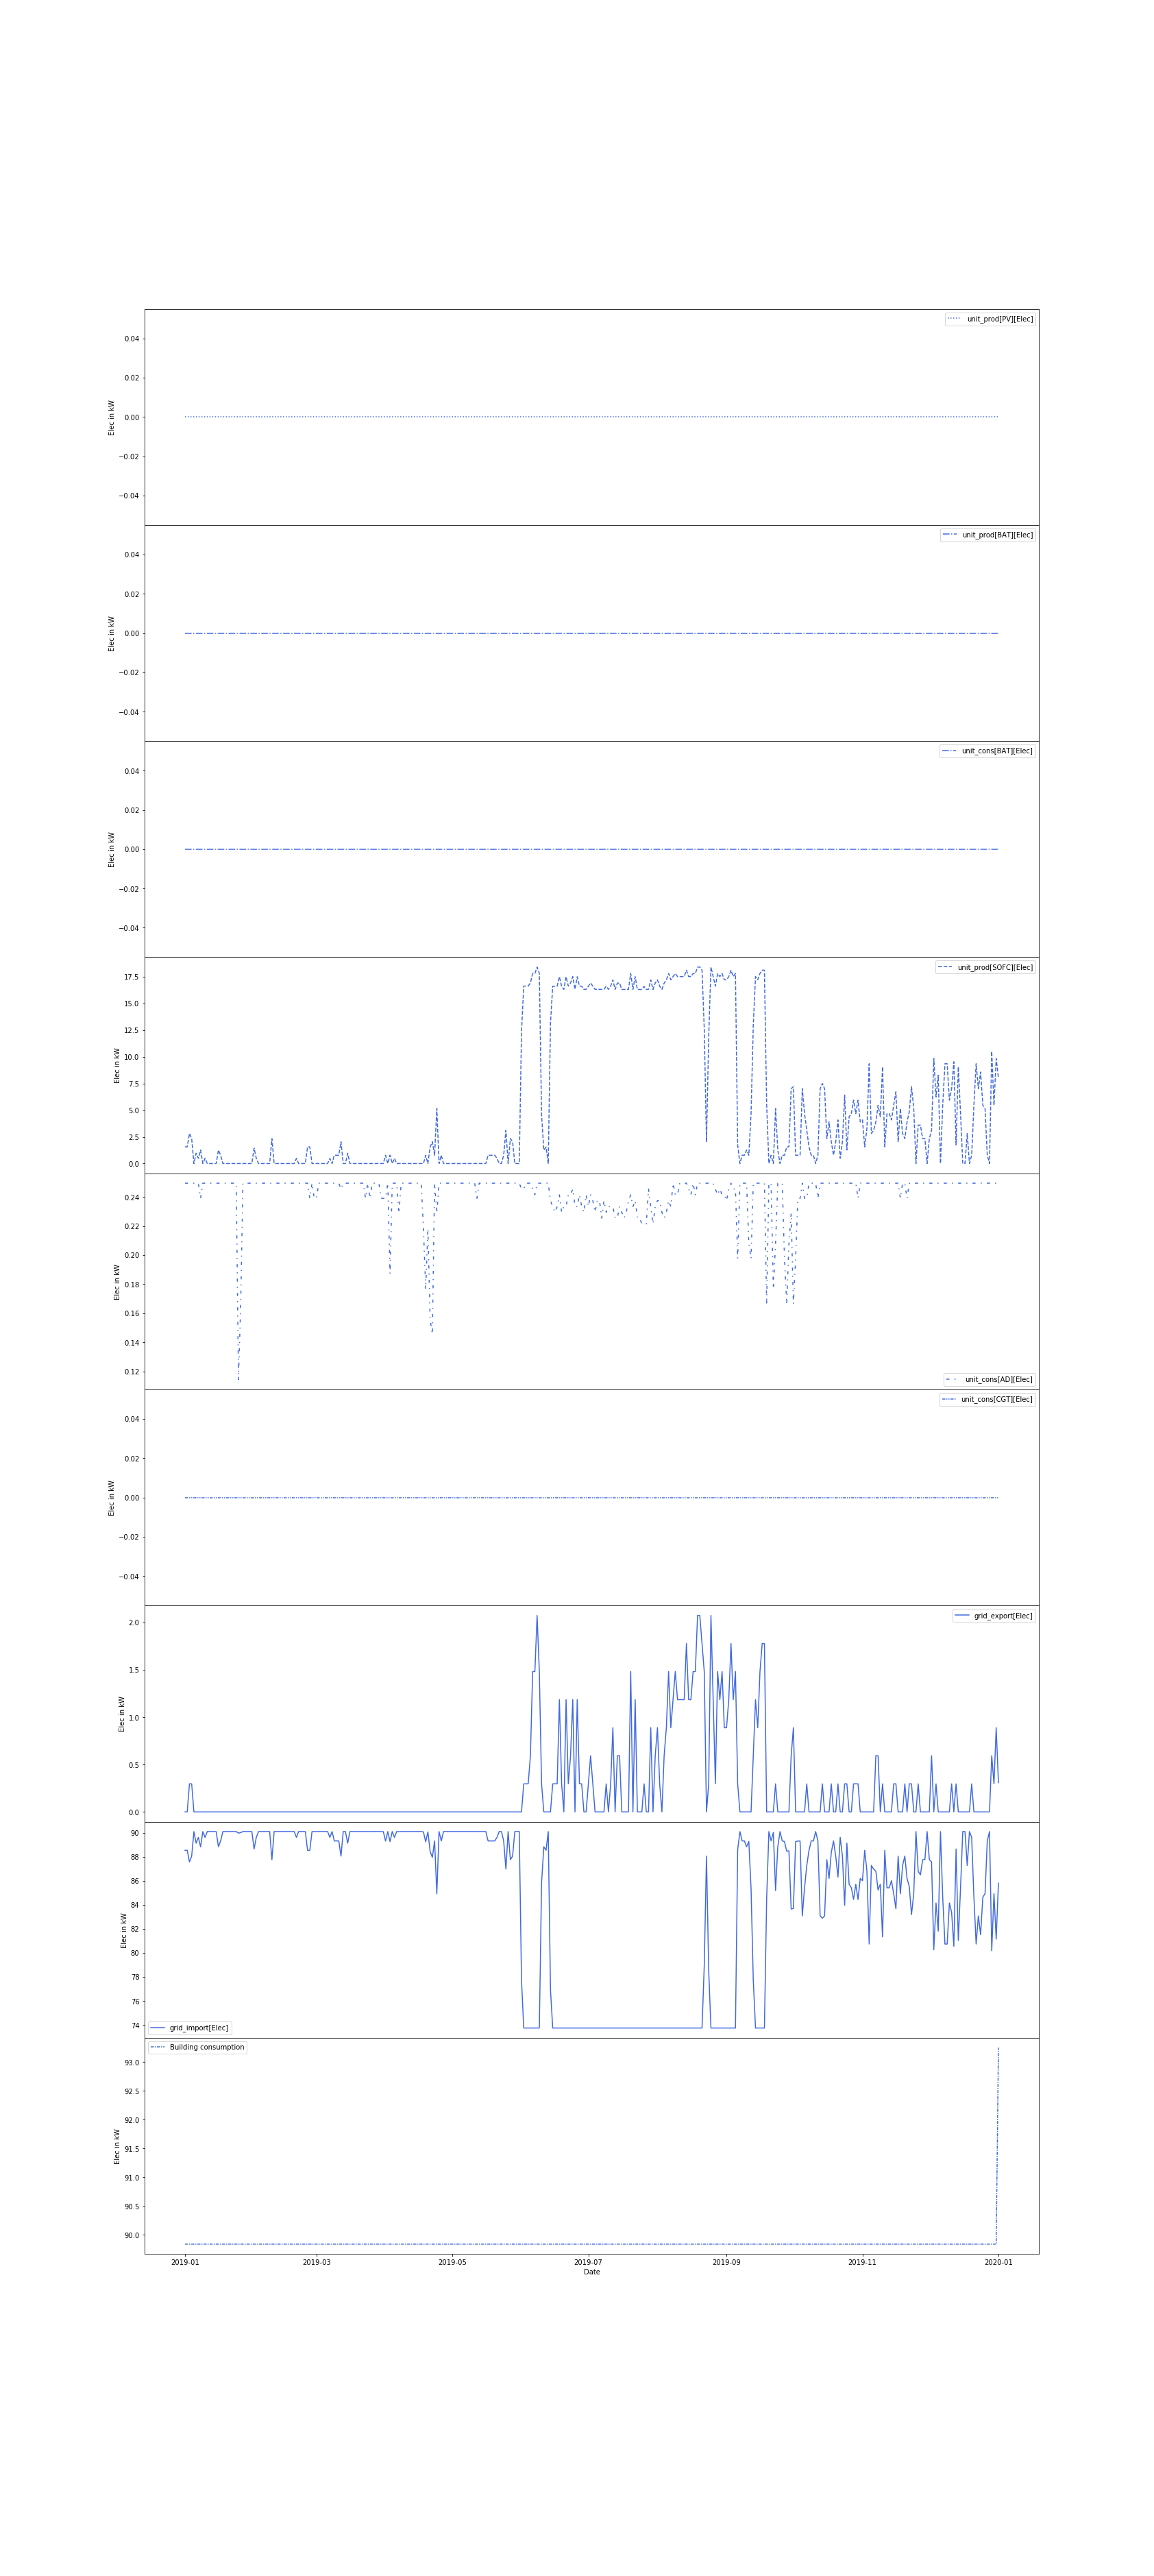 unit_prod[PV][Elec]
0.04
0.02
0.00
−0.02
−0.04
Elec in kW
unit_prod[BAT][Elec]
0.04
0.02
0.00
−0.02
−0.04
Elec in kW
unit_cons[BAT][Elec]
0.04
0.02
0.00
−0.02
−0.04
Elec in kW
unit_prod[SOFC][Elec]
17.5
15.0
12.5
10.0
7.5
5.0
2.5
0.0
Elec in kW
0.24
0.22
0.20
0.18
0.16
0.14
0.12
Elec in kW
unit_cons[AD][Elec]
unit_cons[CGT][Elec]
0.04
0.02
0.00
−0.02
−0.04
Elec in kW
grid_export[Elec]
2.0
1.5
1.0
0.5
0.0
Elec in kW
90
88
86
84
82
80
78
76
74
Elec in kW
grid_import[Elec]
Building consumption
93.0
92.5
92.0
91.5
91.0
90.5
90.0
Elec in kW
2019-01 2019-03 2019-05 2019-07 2019-09 2019-11 2020-01
Date